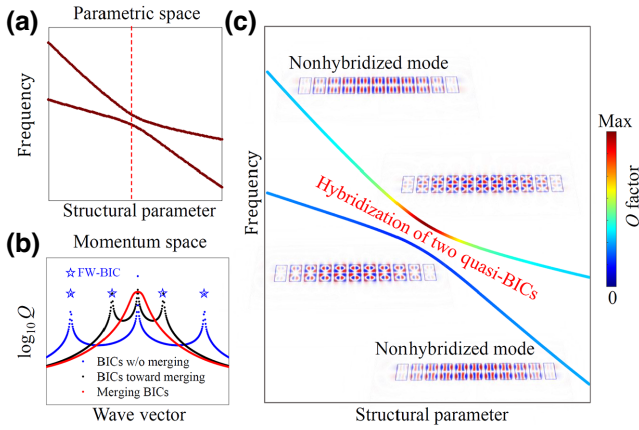 (a)
Parametric space
Frequency
Structural parameter
(b)
Momentum space
FW-BIC
log10 Q
BICs w/o merging
BICs toward merging
Merging BICs
Wave vector
(c)
Nonhybridized mode
Hybridization of two quasi-BICs
Nonhybridized mode
Frequency
Structural parameter
Max
Q factor
0